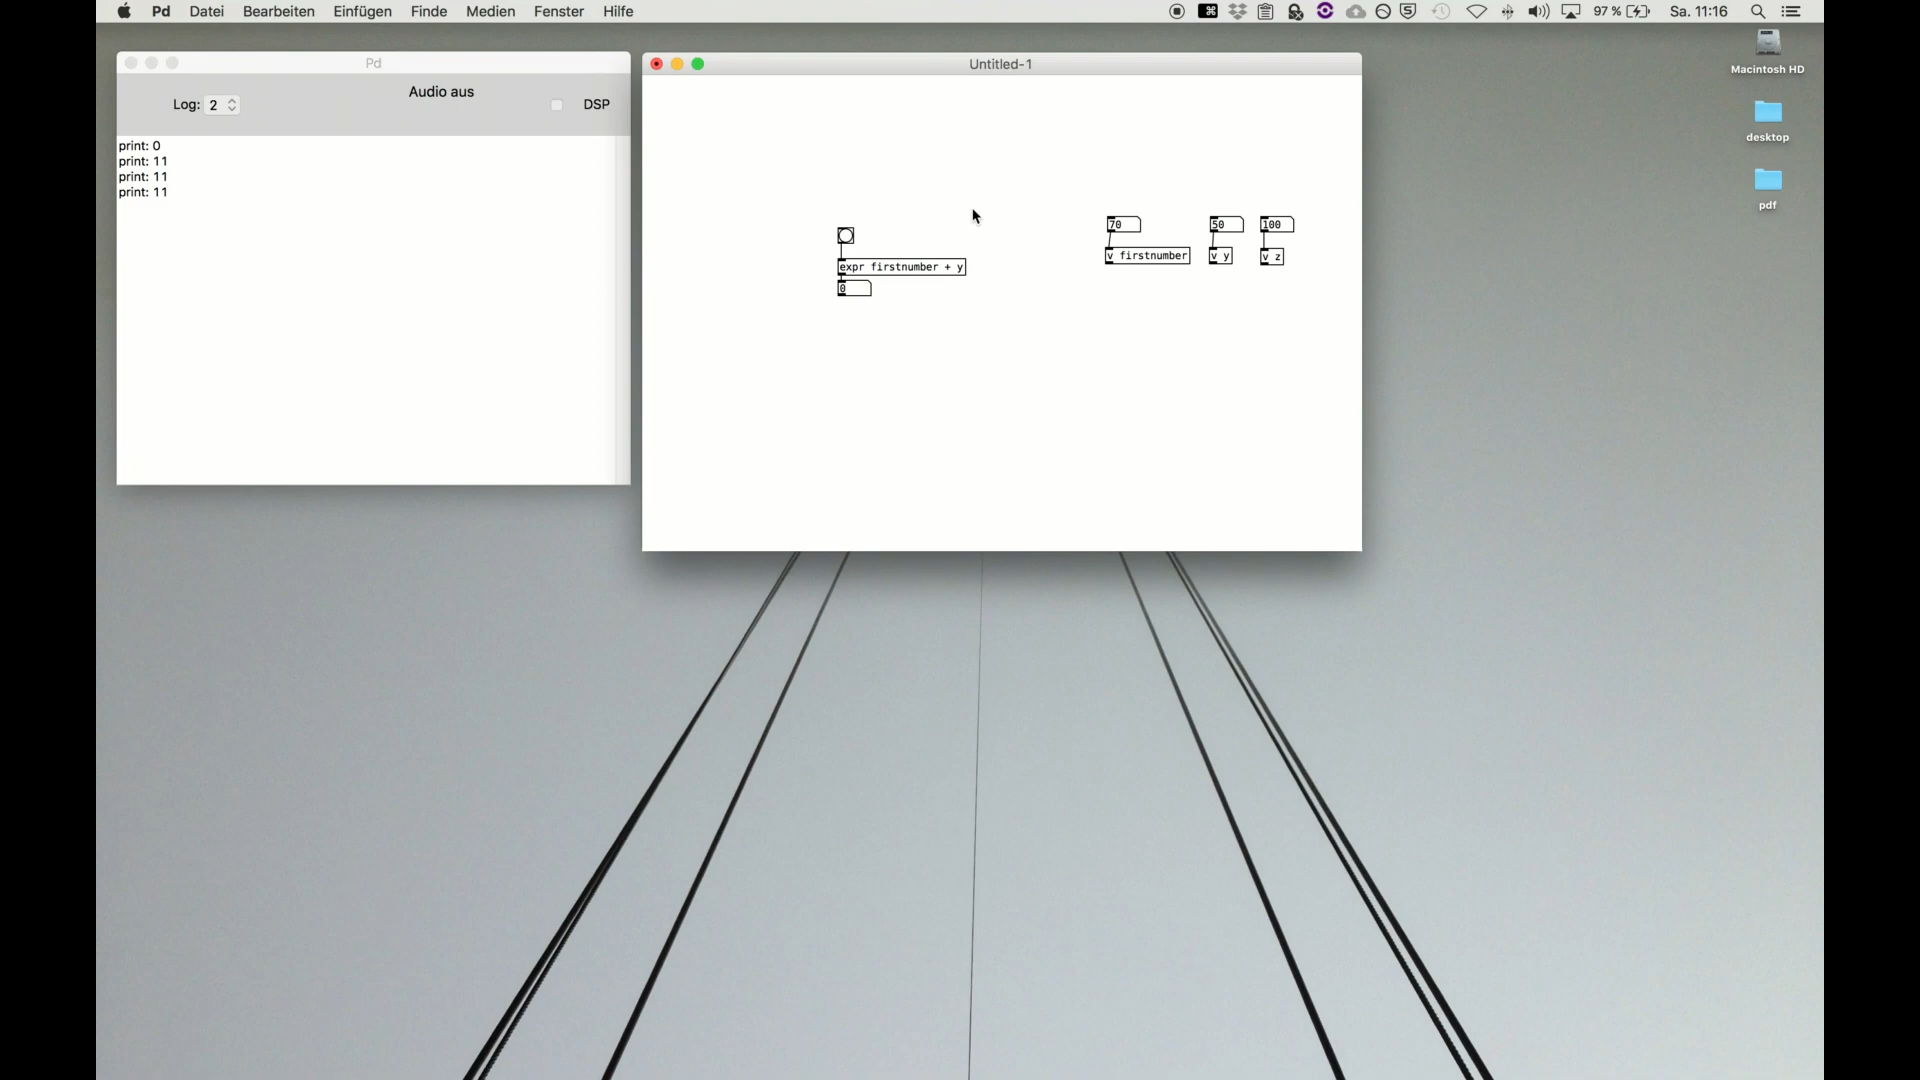 Pd Datei Bearbeiten Einfügen Finde Medien Fenster Hilfe 97 % Sa. 11:16
Macintosh HD
desktop
pdf
Pd
Audio aus
Log: 2 DSP
print: 0
print: 11
print: 11
print: 11
Untitled-1
70 50 100
v firstnumber v y v z
expr firstnumber + y
0